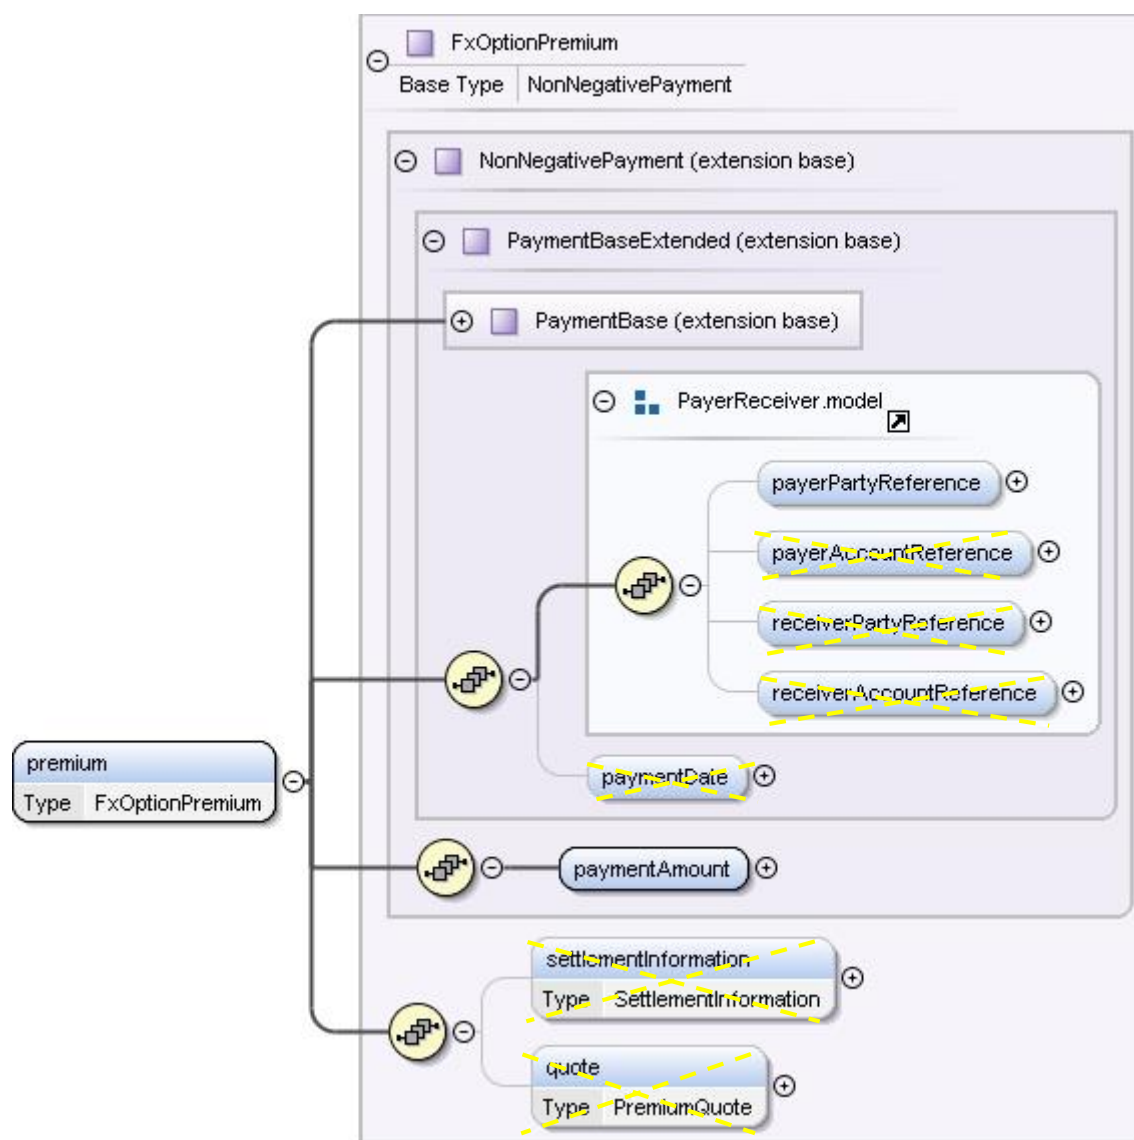 FxOptionPremium
Base Type NonNegativePayment
NonNegativePayment (extension base)
PaymentBaseExtended (extension base)
PaymentBase (extension base)
PayerReceiver.model
payerPartyReference
payerAccountReference
receiverPartyReference
receiverAccountReference
premium
Type FxOptionPremium
paymentDate
paymentAmount
settlementInformation
Type SettlementInformation
quote
Type PremiumQuote